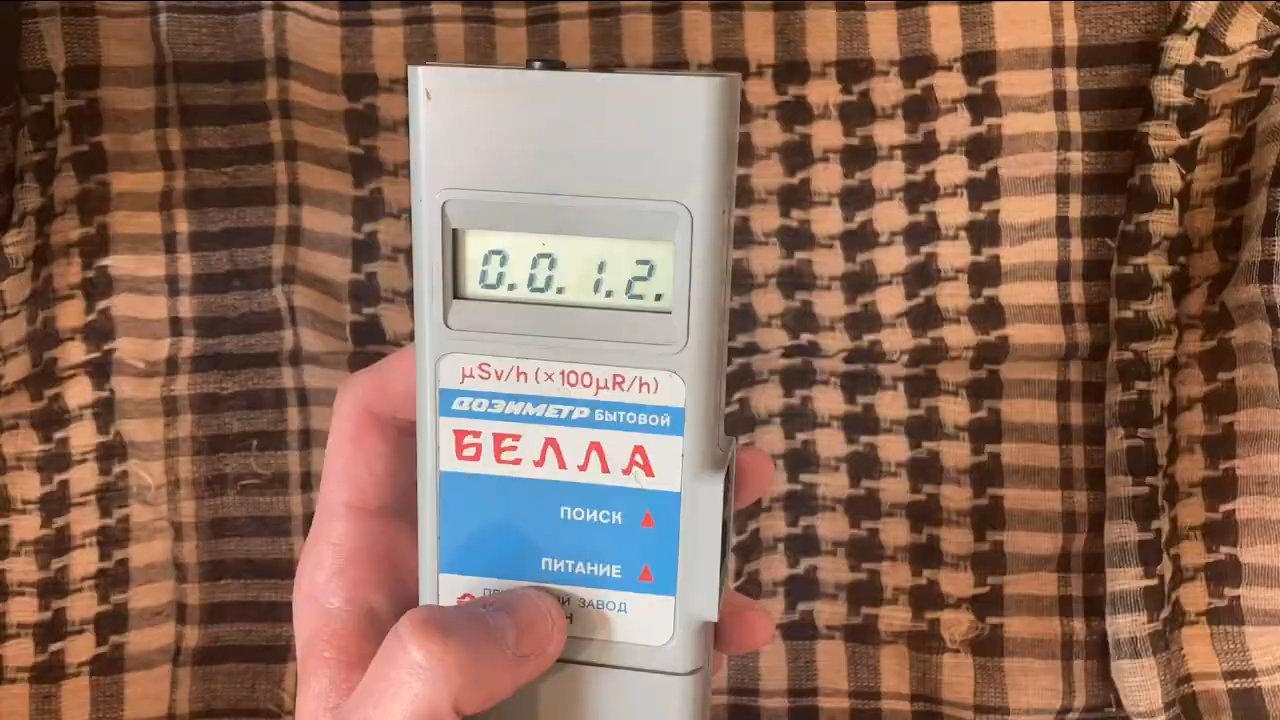 0.0.1.2.
µSv/h (×100µR/h)
ДОЗИМЕТР БЫТОВОЙ
БЕЛЛА
ПОИСК
ПИТАНИЕ
ЗАВОД